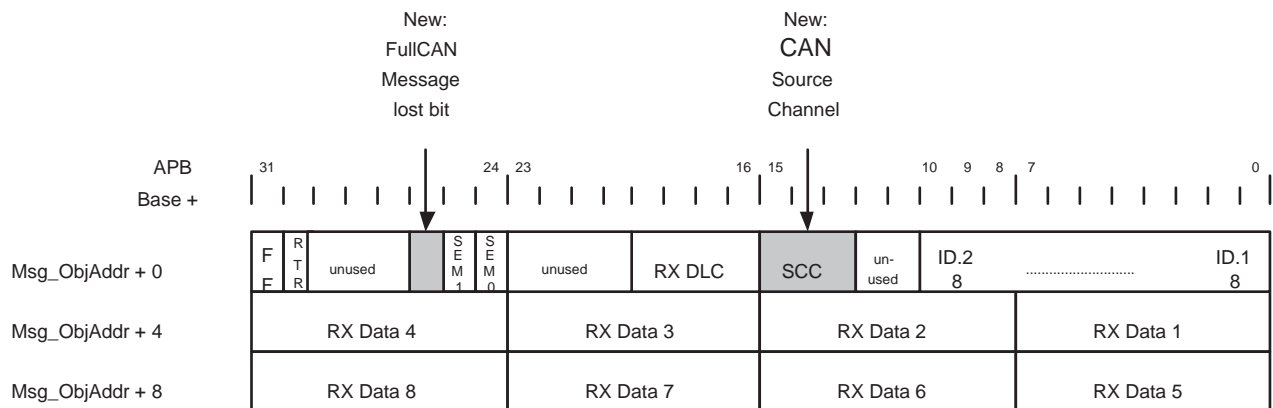 New:
FullCAN
Message
lost bit
New:
CAN
Source
Channel
APB
Base +
31 24 23 16 15 10 9 8 7 0
Msg_ObjAddr + 0
F
F
R
T
R
unused
S
E
M
1
S
E
M
0
unused
RX DLC
SCC
un-
used
ID.2
8
............................
ID.1
8
Msg_ObjAddr + 4
RX Data 4 RX Data 3 RX Data 2 RX Data 1
Msg_ObjAddr + 8
RX Data 8 RX Data 7 RX Data 6 RX Data 5